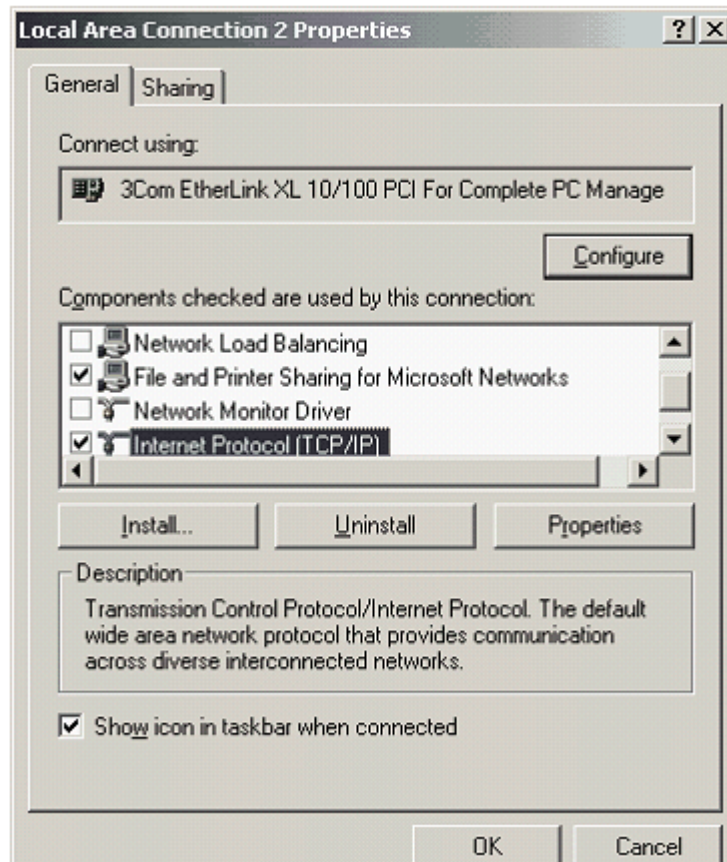 Local Area Connection 2 Properties
General
Sharing
Connect using:
3Com EtherLink XL 10/100 PCI For Complete PC Manage
Configure
Components checked are used by this connection:
Network Load Balancing
File and Printer Sharing for Microsoft Networks
Network Monitor Driver
Internet Protocol (TCP/IP)
Install...
Uninstall
Properties
Description
Transmission Control Protocol/Internet Protocol. The default
wide area network protocol that provides communication
across diverse interconnected networks.
Show icon in taskbar when connected
OK
Cancel